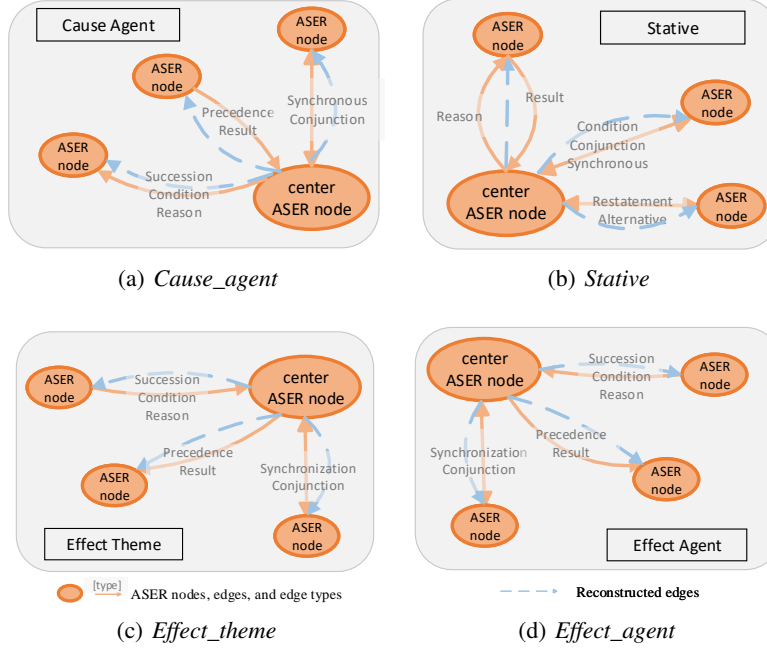 Cause Agent
ASER
node
ASER
node
Synchronous
Conjunction
Precedence
Result
ASER
node
Succession
Condition
Reason
center
ASER node
(a) Cause_agent
ASER
node
Stative
Reason
Result
ASER
node
Condition
Conjunction
Synchronous
center
ASER node
Restatement
Alternative
ASER
node
(b) Stative
ASER
node
Succession
Condition
Reason
center
ASER node
Precedence
Result
ASER
node
Synchronization
Conjunction
ASER
node
Effect Theme
[type]
ASER nodes, edges, and edge types
(c) Effect_theme
center
ASER node
Succession
Condition
Reason
ASER
node
Precedence
Result
Synchronization
Conjunction
ASER
node
ASER
node
Effect Agent
Reconstructed edges
(d) Effect_agent